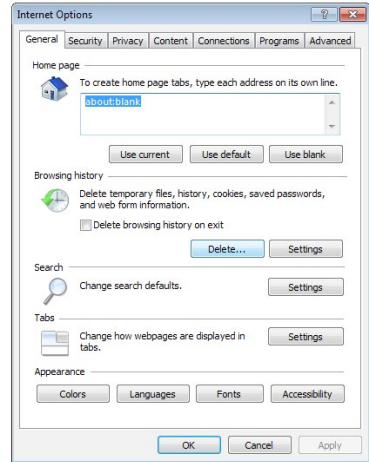 Internet Options
General Security Privacy Content Connections Programs Advanced
Home page
To create home page tabs, type each address on its own line.
about:blank
Use current Use default Use blank
Browsing history
Delete temporary files, history, cookies, saved passwords,
and web form information.
Delete browsing history on exit
Delete... Settings
Search
Change search defaults. Settings
Tabs
Change how webpages are displayed in Settings
tabs.
Appearance
Colors Languages Fonts Accessibility
OK Cancel Apply